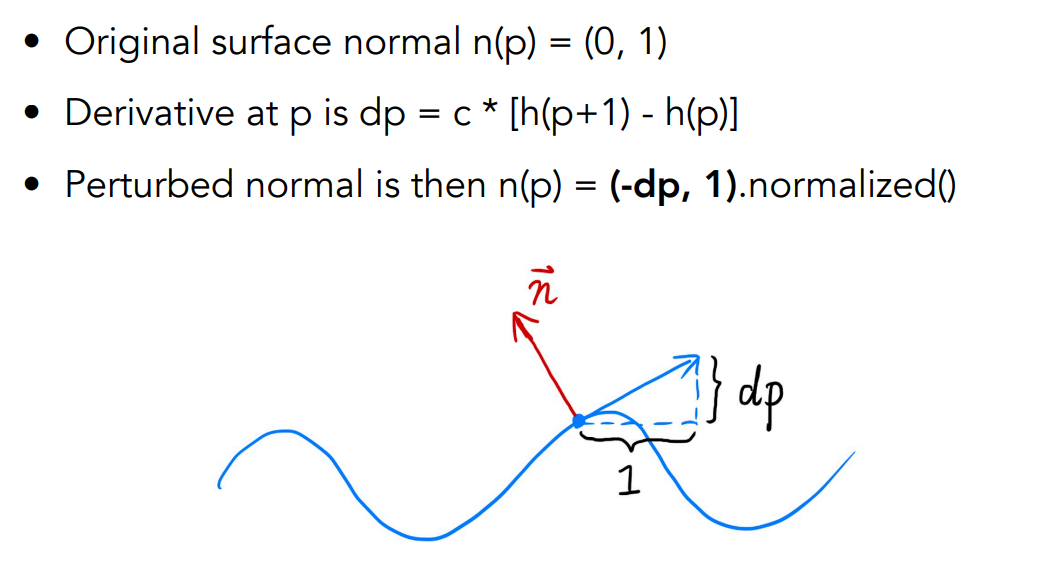 • Original surface normal n(p) = (0, 1)
• Derivative at p is dp = c * [h(p+1) - h(p)]
• Perturbed normal is then n(p) = (-dp, 1).normalized()
n⃗
dp
1